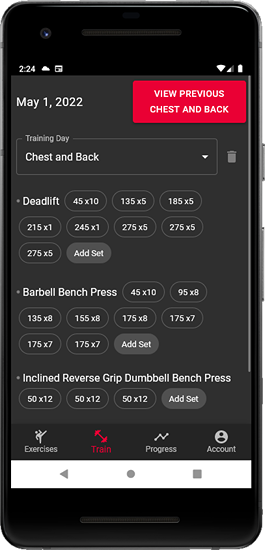 2:24
May 1, 2022
VIEW PREVIOUS
CHEST AND BACK
Training Day
Chest and Back
Deadlift 45 x10 135 x5 185 x5
215 x1 245 x1 275 x5 275 x5
275 x5 Add Set
Barbell Bench Press 45 x10 95 x8
135 x8 155 x8 175 x8 175 x7
175 x7 175 x7 Add Set
Inclined Reverse Grip Dumbbell Bench Press
50 x12 50 x12 50 x12 Add Set
Exercises Train Progress Account